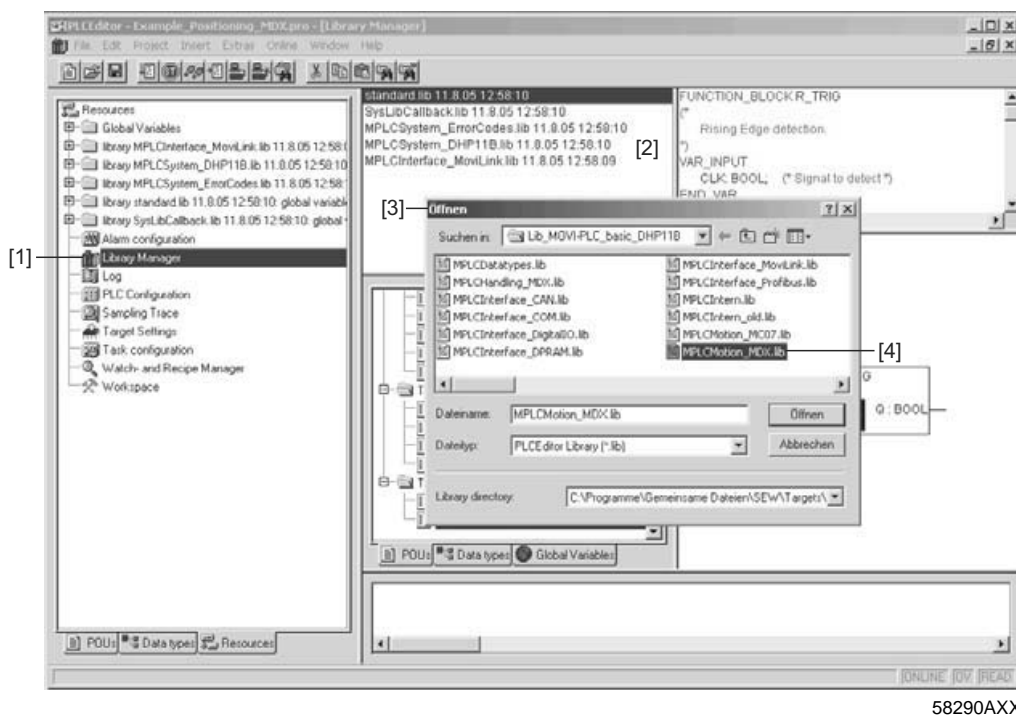 PLCEditor - Example_Positioning_MDX.pro - [Library Manager]
File Edit Project Insert Extras Online Window Help
Resources
Global Variables
library MPLCInterface_MoviLink.lib 11.8.05 12:58:(
library MPLCSystem_DHP11B.lib 11.8.05 12:58:10
library MPLCSystem_ErrorCodes.lib 11.8.05 12:58:
library standard.lib 11.8.05 12:58:10: global variabl
library SysLibCallback.lib 11.8.05 12:58:10: global
Alarm configuration
[1]
Library Manager
Log
PLC Configuration
Sampling Trace
Target Settings
Task configuration
Watch- and Recipe Manager
Workspace
POUs Data types Resources
standard.lib 11.8.05 12:58:10
SysLibCallback.lib 11.8.05 12:58:10
MPLCSystem_ErrorCodes.lib 11.8.05 12:58:10
MPLCSystem_DHP11B.lib 11.8.05 12:58:10
MPLCInterface_MoviLink.lib 11.8.05 12:58:09
[2]
FUNCTION_BLOCK R_TRIG
(*
Rising Edge detection.
*)
VAR_INPUT
CLK: BOOL; (* Signal to detect *)
END_VAR
[3]
Öffnen
Suchen in: Lib_MOVI-PLC_basic_DHP11B
MPLCDatatypes.lib
MPLCHandling_MDX.lib
MPLCInterface_CAN.lib
MPLCInterface_COM.lib
MPLCInterface_DigitalIO.lib
MPLCInterface_DPRAM.lib
MPLCInterface_MoviLink.lib
MPLCInterface_Profibus.lib
MPLCIntern.lib
MPLCIntern_old.lib
MPLCMotion_MC07.lib
MPLCMotion_MDX.lib
[4]
Dateiname: MPLCMotion_MDX.lib Öffnen
Dateityp: PLCEditor Library (*.lib) Abbrechen
Library directory: C:\Programme\Gemeinsame Dateien\SEW\Targets\
T
T
G
Q : BOOL
POUs Data types Global Variables
ONLINE OV READ
58290AXX